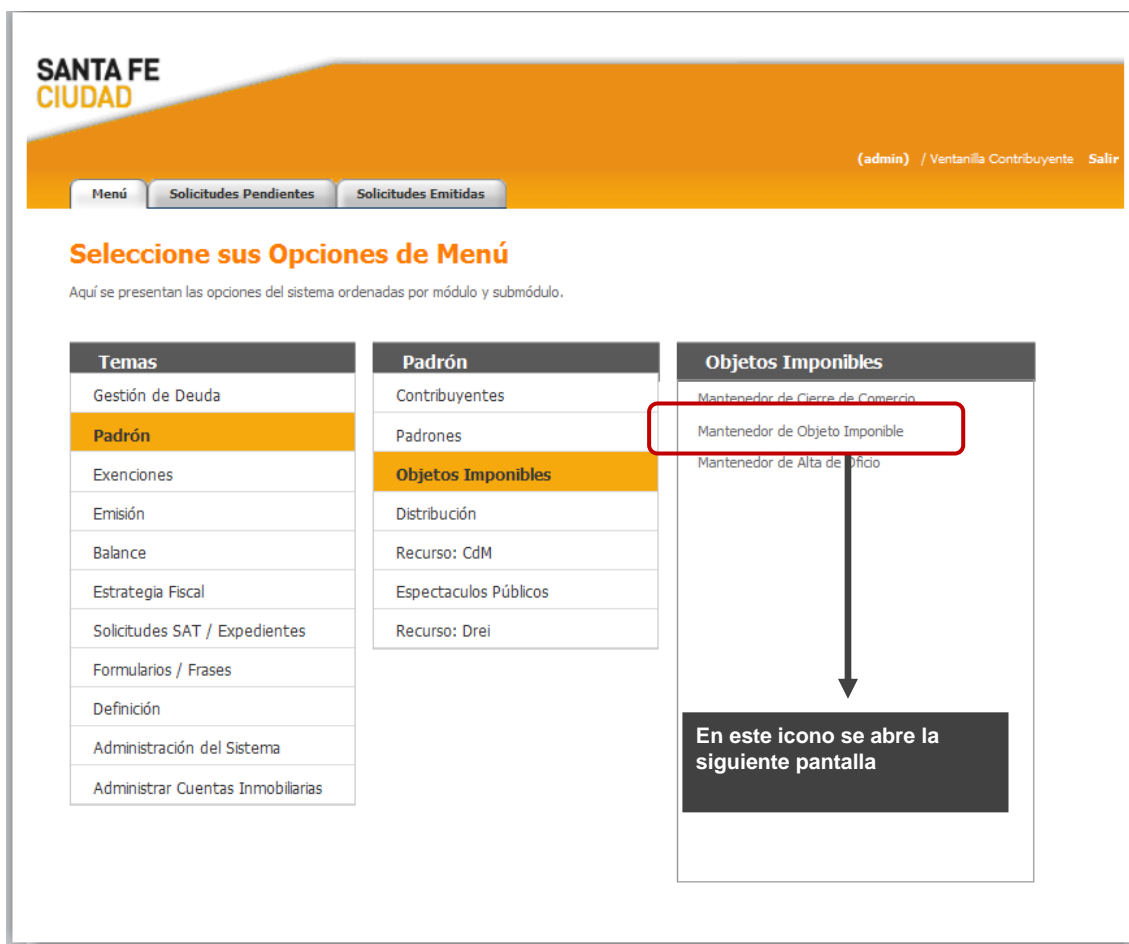 SANTA FE
CIUDAD
(admin) / Ventanilla Contribuyente Salir
Menú
Solicitudes Pendientes
Solicitudes Emitidas
Seleccione sus Opciones de Menú
Aquí se presentan las opciones del sistema ordenadas por módulo y submódulo.
Temas
Gestión de Deuda
Padrón
Exenciones
Emisión
Balance
Estrategia Fiscal
Solicitudes SAT / Expedientes
Formularios / Frases
Definición
Administración del Sistema
Administrar Cuentas Inmobiliarias
Padrón
Contribuyentes
Padrones
Objetos Imponibles
Distribución
Recurso: CdM
Espectaculos Públicos
Recurso: Drei
Objetos Imponibles
Mantenedor de Cierre de Comercio
Mantenedor de Objeto Imponible
Mantenedor de Alta de Oficio
En este icono se abre la
siguiente pantalla